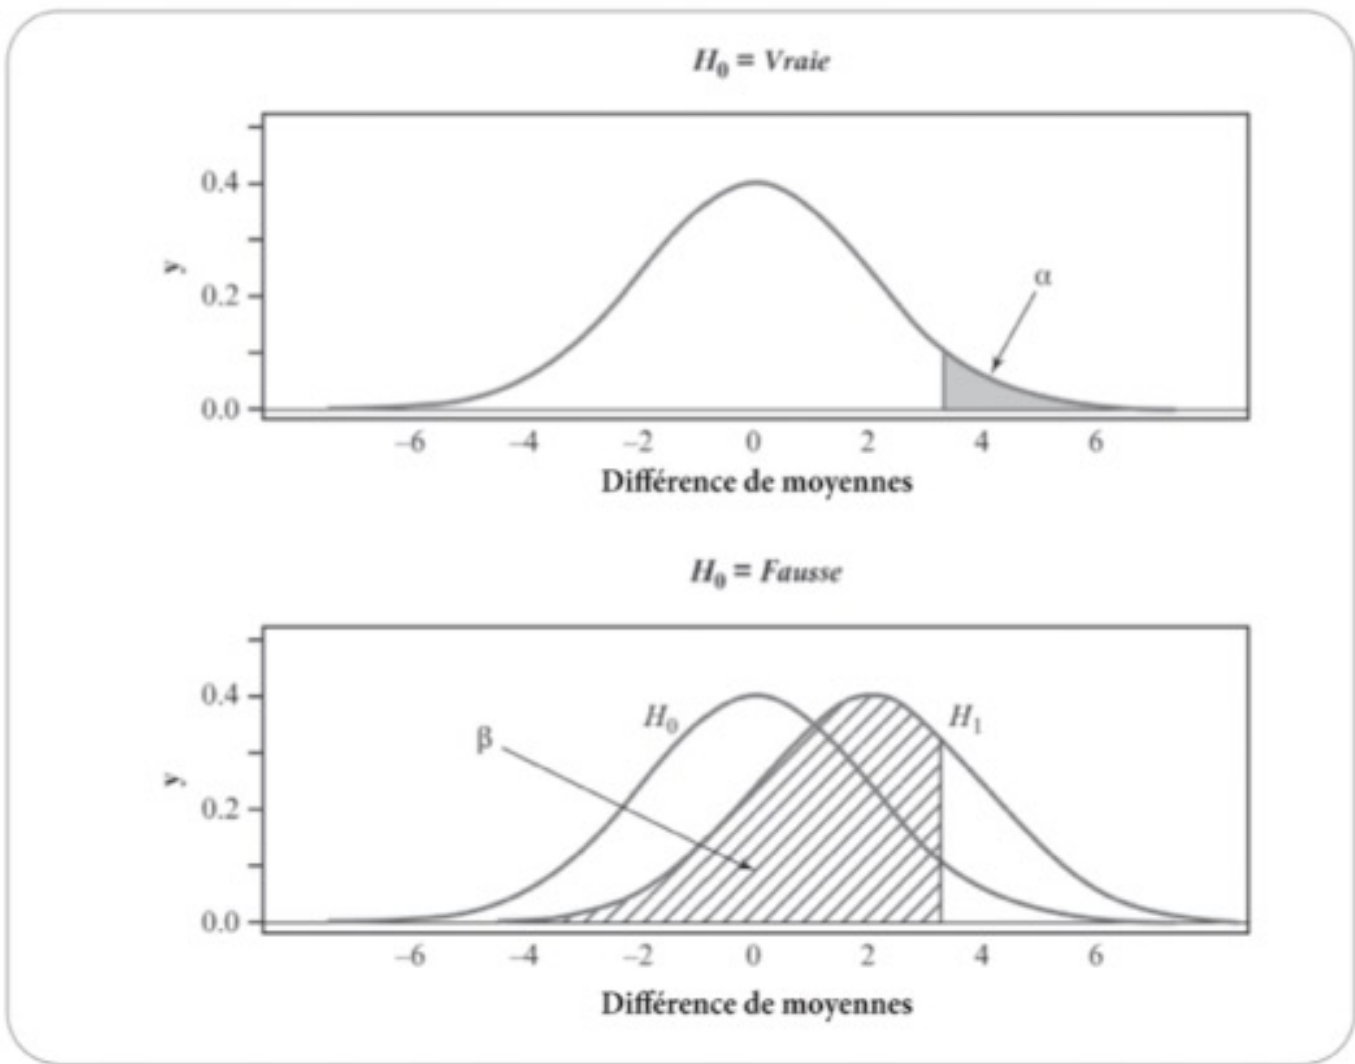 H₀ = Vraie
y
0.4
0.2
0.0
α
–6 –4 –2 0 2 4 6
Différence de moyennes
H₀ = Fausse
y
0.4
0.2
0.0
β
H₀
H₁
–6 –4 –2 0 2 4 6
Différence de moyennes